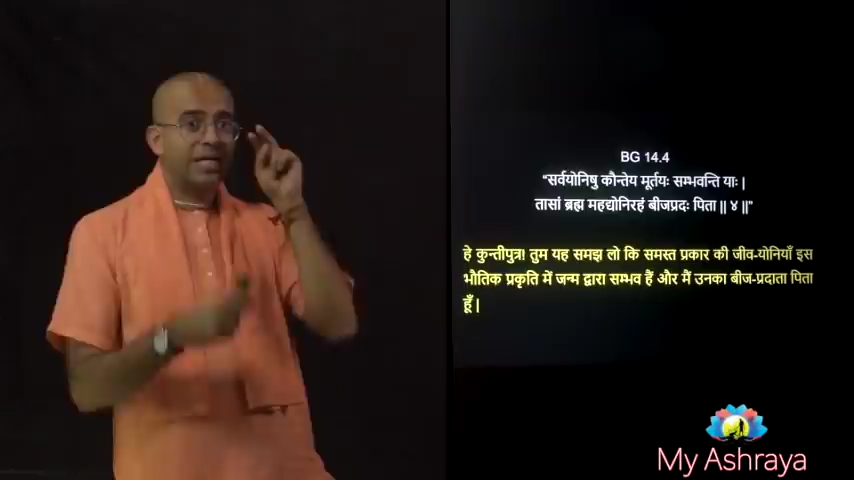 BG 14.4
"सर्वयोनिषु कौन्तेय मूर्तयः सम्भवन्ति याः |
तासां ब्रह्म महद्योनिरहं बीजप्रदः पिता || ४ ||"
हे कुन्तीपुत्र! तुम यह समझ लो कि समस्त प्रकार की जीव-योनियाँ इस
भौतिक प्रकृति में जन्म द्वारा सम्भव हैं और मैं उनका बीज-प्रदाता पिता
हूँ |
My Ashraya